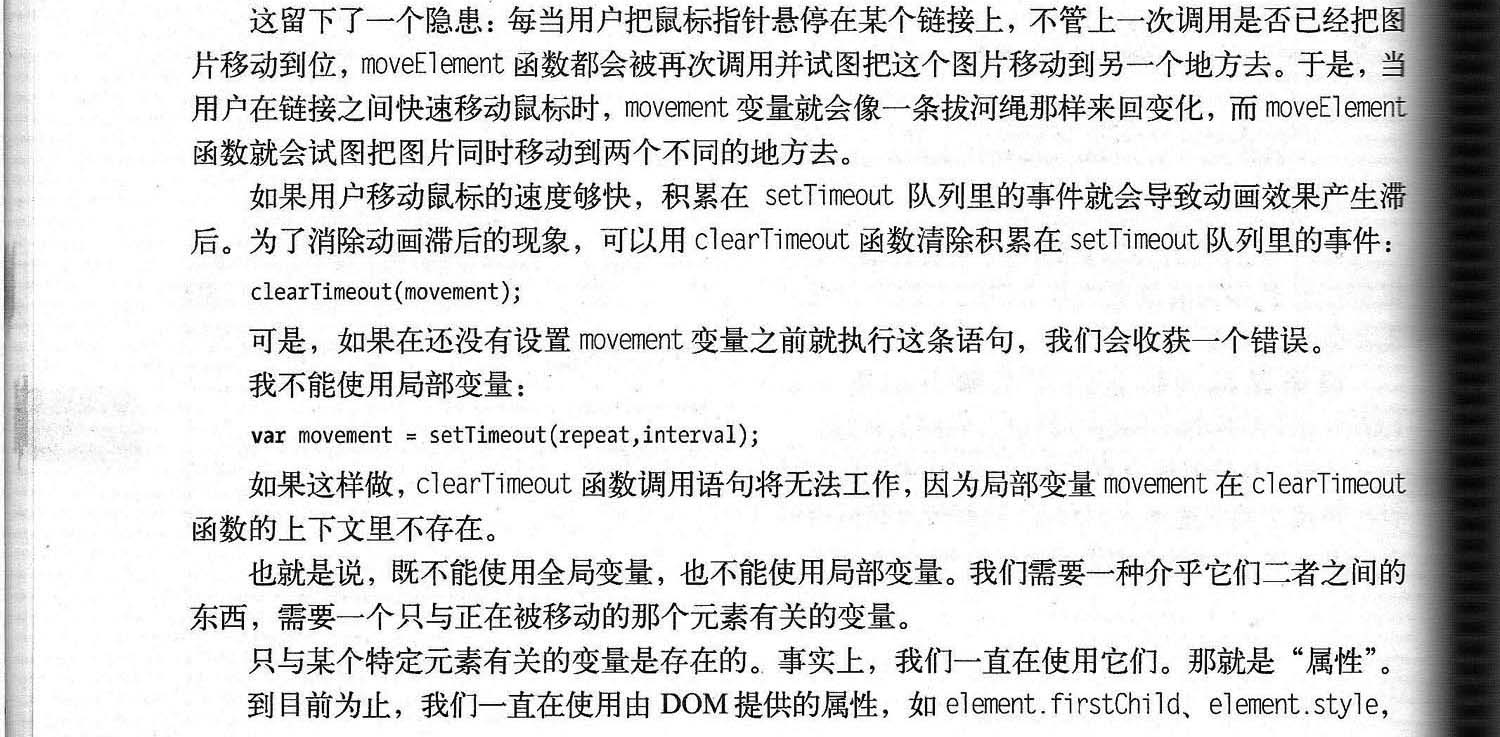 这留下了一个隐患：每当用户把鼠标指针悬停在某个链接上，不管上一次调用是否已经把图
片移动到位，moveElement 函数都会被再次调用并试图把这个图片移动到另一个地方去。于是，当
用户在链接之间快速移动鼠标时，movement 变量就会像一条拔河绳那样来回变化，而 moveElement
函数就会试图把图片同时移动到两个不同的地方去。
如果用户移动鼠标的速度够快，积累在 setTimeout 队列里的事件就会导致动画效果产生滞
后。为了消除动画滞后的现象，可以用 clearTimeout 函数清除积累在 setTimeout 队列里的事件：
clearTimeout(movement);
可是，如果在还没有设置 movement 变量之前就执行这条语句，我们会收获一个错误。
我不能使用局部变量：
var movement = setTimeout(repeat,interval);
如果这样做，clearTimeout 函数调用语句将无法工作，因为局部变量 movement 在 clearTimeout
函数的上下文里不存在。
也就是说，既不能使用全局变量，也不能使用局部变量。我们需要一种介乎它们二者之间的
东西，需要一个只与正在被移动的那个元素有关的变量。
只与某个特定元素有关的变量是存在的。事实上，我们一直在使用它们。那就是“属性”。
到目前为止，我们一直在使用由 DOM 提供的属性，如 element.firstChild、element.style，